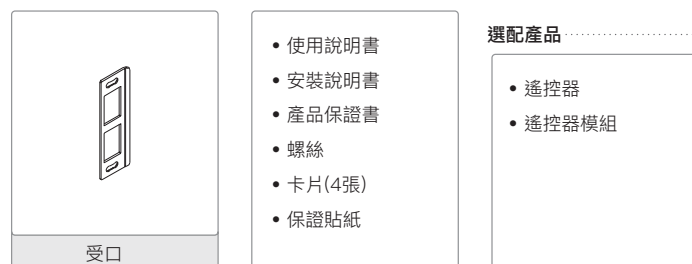 受口
• 使用說明書
• 安裝說明書
• 產品保證書
• 螺絲
• 卡片(4張)
• 保證貼紙
選配產品
• 遙控器
• 遙控器模組